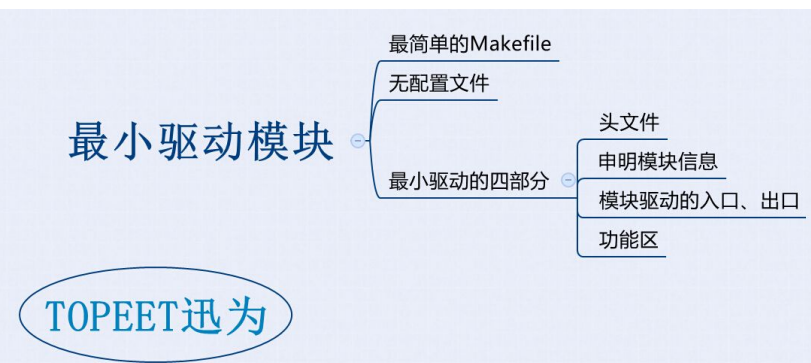 最简单的Makefile
无配置文件
最小驱动模块
最小驱动的四部分
头文件
申明模块信息
模块驱动的入口、出口
功能区
TOPEET迅为